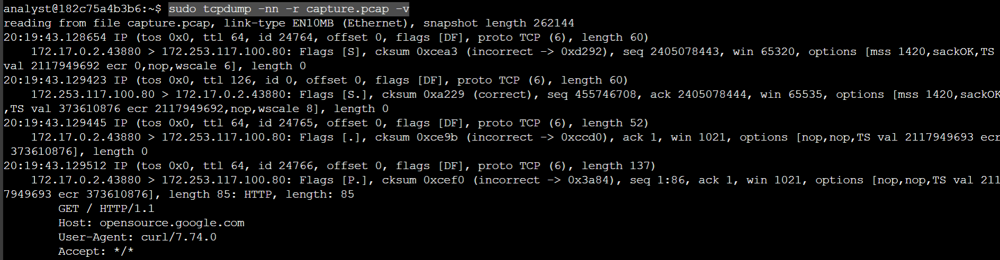 analyst@182c75a4b3b6:~$ sudo tcpdump -nn -r capture.pcap -v
reading from file capture.pcap, link-type EN10MB (Ethernet), snapshot length 262144
20:19:43.128654 IP (tos 0x0, ttl 64, id 24764, offset 0, flags [DF], proto TCP (6), length 60)
    172.17.0.2.43880 > 172.253.117.100.80: Flags [S], cksum 0xcea3 (incorrect -> 0xd292), seq 2405078443, win 65320, options [mss 1420,sackOK,TS
val 2117949692 ecr 0,nop,wscale 6], length 0
20:19:43.129423 IP (tos 0x0, ttl 126, id 0, offset 0, flags [DF], proto TCP (6), length 60)
    172.253.117.100.80 > 172.17.0.2.43880: Flags [S.], cksum 0xa229 (correct), seq 455746708, ack 2405078444, win 65535, options [mss 1420,sackOK
,TS val 373610876 ecr 2117949692,nop,wscale 8], length 0
20:19:43.129445 IP (tos 0x0, ttl 64, id 24765, offset 0, flags [DF], proto TCP (6), length 52)
    172.17.0.2.43880 > 172.253.117.100.80: Flags [.], cksum 0xce9b (incorrect -> 0xccd0), ack 1, win 1021, options [nop,nop,TS val 2117949693 ecr
 373610876], length 0
20:19:43.129512 IP (tos 0x0, ttl 64, id 24766, offset 0, flags [DF], proto TCP (6), length 137)
    172.17.0.2.43880 > 172.253.117.100.80: Flags [P.], cksum 0xcef0 (incorrect -> 0x3a84), seq 1:86, ack 1, win 1021, options [nop,nop,TS val 211
7949693 ecr 373610876], length 85: HTTP, length: 85
        GET / HTTP/1.1
        Host: opensource.google.com
        User-Agent: curl/7.74.0
        Accept: */*